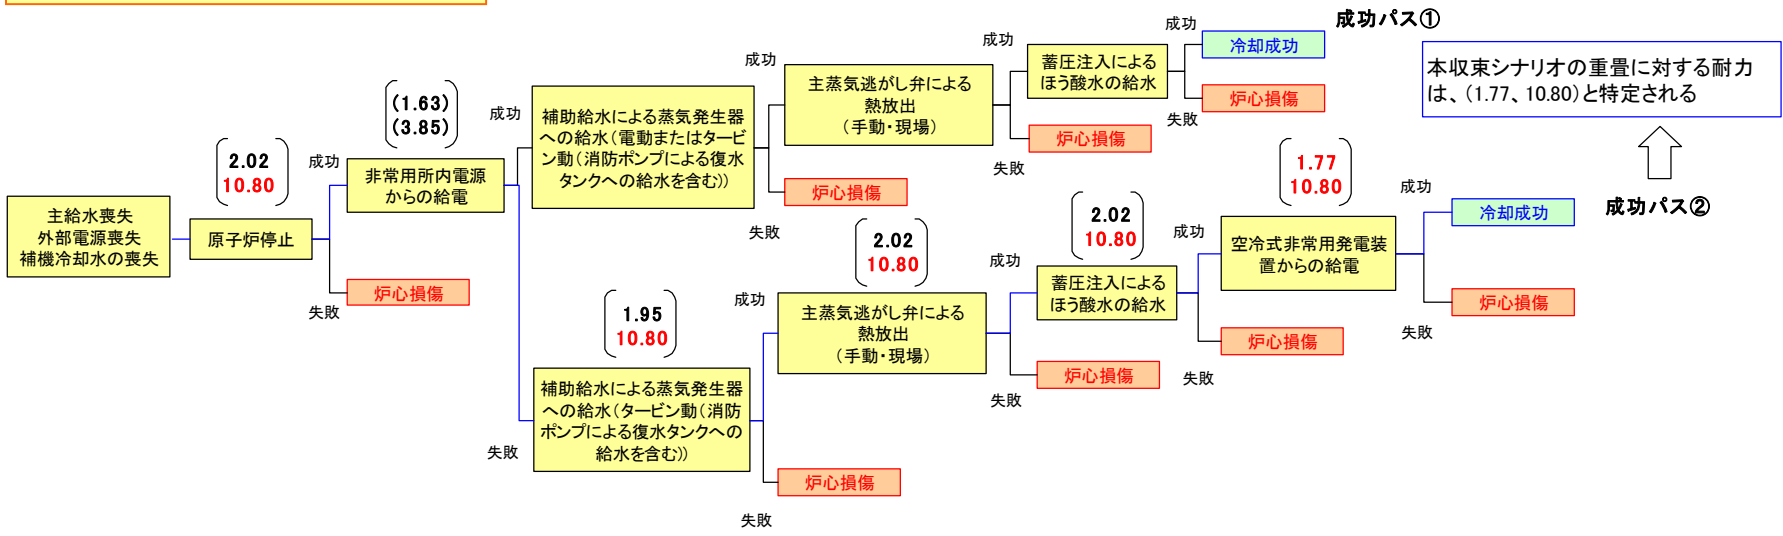 主給水喪失
外部電源喪失
補機冷却水の喪失
2.02
10.80
原子炉停止
成功
失敗
炉心損傷
(1.63)
(3.85)
非常用所内電源
からの給電
成功
失敗
補助給水による蒸気発生器
への給水(電動またはタービ
ン動(消防ポンプによる復水
タンクへの給水を含む))
成功
失敗
炉心損傷
主蒸気逃がし弁による
熱放出
(手動・現場)
成功
失敗
炉心損傷
蓄圧注入による
ほう酸水の給水
成功
失敗
冷却成功
炉心損傷
成功パス①
1.95
10.80
補助給水による蒸気発生器
への給水(タービン動(消防
ポンプによる復水タンクへの
給水を含む))
成功
失敗
炉心損傷
2.02
10.80
主蒸気逃がし弁による
熱放出
(手動・現場)
成功
失敗
炉心損傷
2.02
10.80
蓄圧注入による
ほう酸水の給水
成功
失敗
炉心損傷
1.77
10.80
空冷式非常用発電装
置からの給電
成功
失敗
冷却成功
炉心損傷
成功パス②
本収束シナリオの重畳に対する耐力
は、(1.77、10.80)と特定される